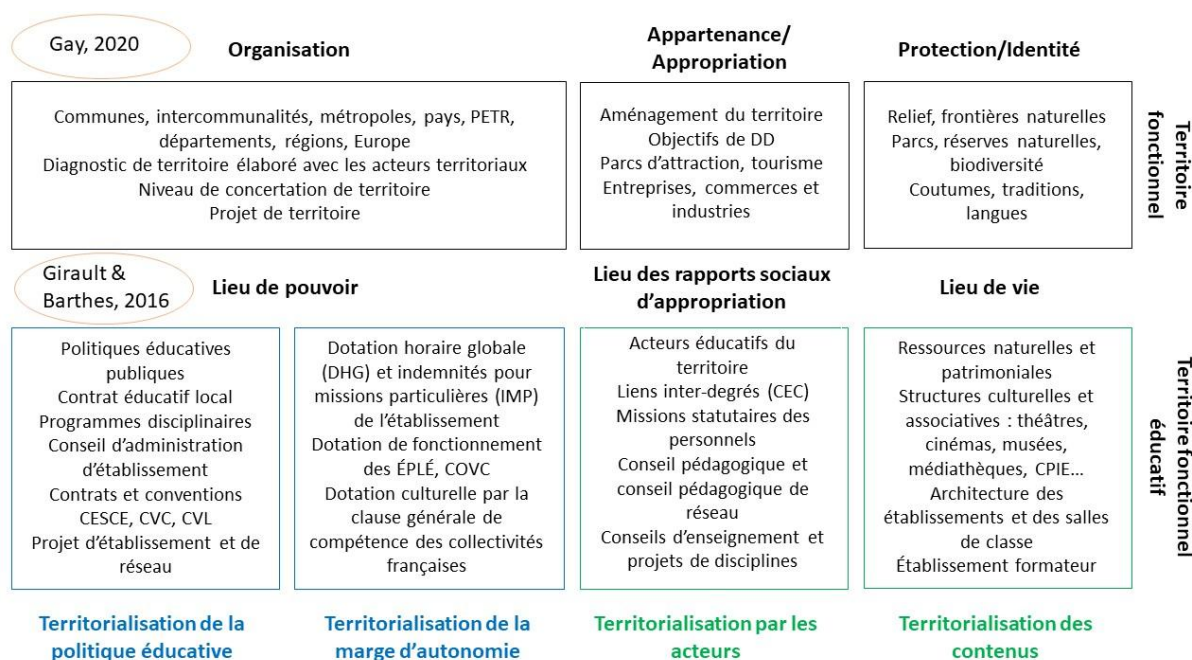 Gay, 2020
Organisation
Appartenance/
Appropriation
Protection/Identité
Communes, intercommunalités, métropoles, pays, PETR,
départements, régions, Europe
Diagnostic de territoire élaboré avec les acteurs territoriaux
Niveau de concertation de territoire
Projet de territoire
Aménagement du territoire
Objectifs de DD
Parcs d'attraction, tourisme
Entreprises, commerces et
industries
Relief, frontières naturelles
Parcs, réserves naturelles,
biodiversité
Coutumes, traditions,
langues
Territoire
fonctionnel
Girault &
Barthes, 2016
Lieu de pouvoir
Lieu des rapports sociaux
d'appropriation
Lieu de vie
Politiques éducatives
publiques
Contrat éducatif local
Programmes disciplinaires
Conseil d'administration
d'établissement
Contrats et conventions
CESCE, CVC, CVL
Projet d'établissement et de
réseau
Dotation horaire globale
(DHG) et indemnités pour
missions particulières (IMP)
de l'établissement
Dotation de fonctionnement
des ÉPLÉ, COVC
Dotation culturelle par la
clause générale de
compétence des collectivités
françaises
Acteurs éducatifs du
territoire
Liens inter-degrés (CEC)
Missions statutaires des
personnels
Conseil pédagogique et
conseil pédagogique de
réseau
Conseils d'enseignement et
projets de disciplines
Ressources naturelles et
patrimoniales
Structures culturelles et
associatives : théâtres,
cinémas, musées,
médiathèques, CPIE...
Architecture des
établissements et des salles
de classe
Établissement formateur
Territoire fonctionnel
éducatif
Territorialisation de la
politique éducative
Territorialisation de la
marge d'autonomie
Territorialisation par les
acteurs
Territorialisation des
contenus